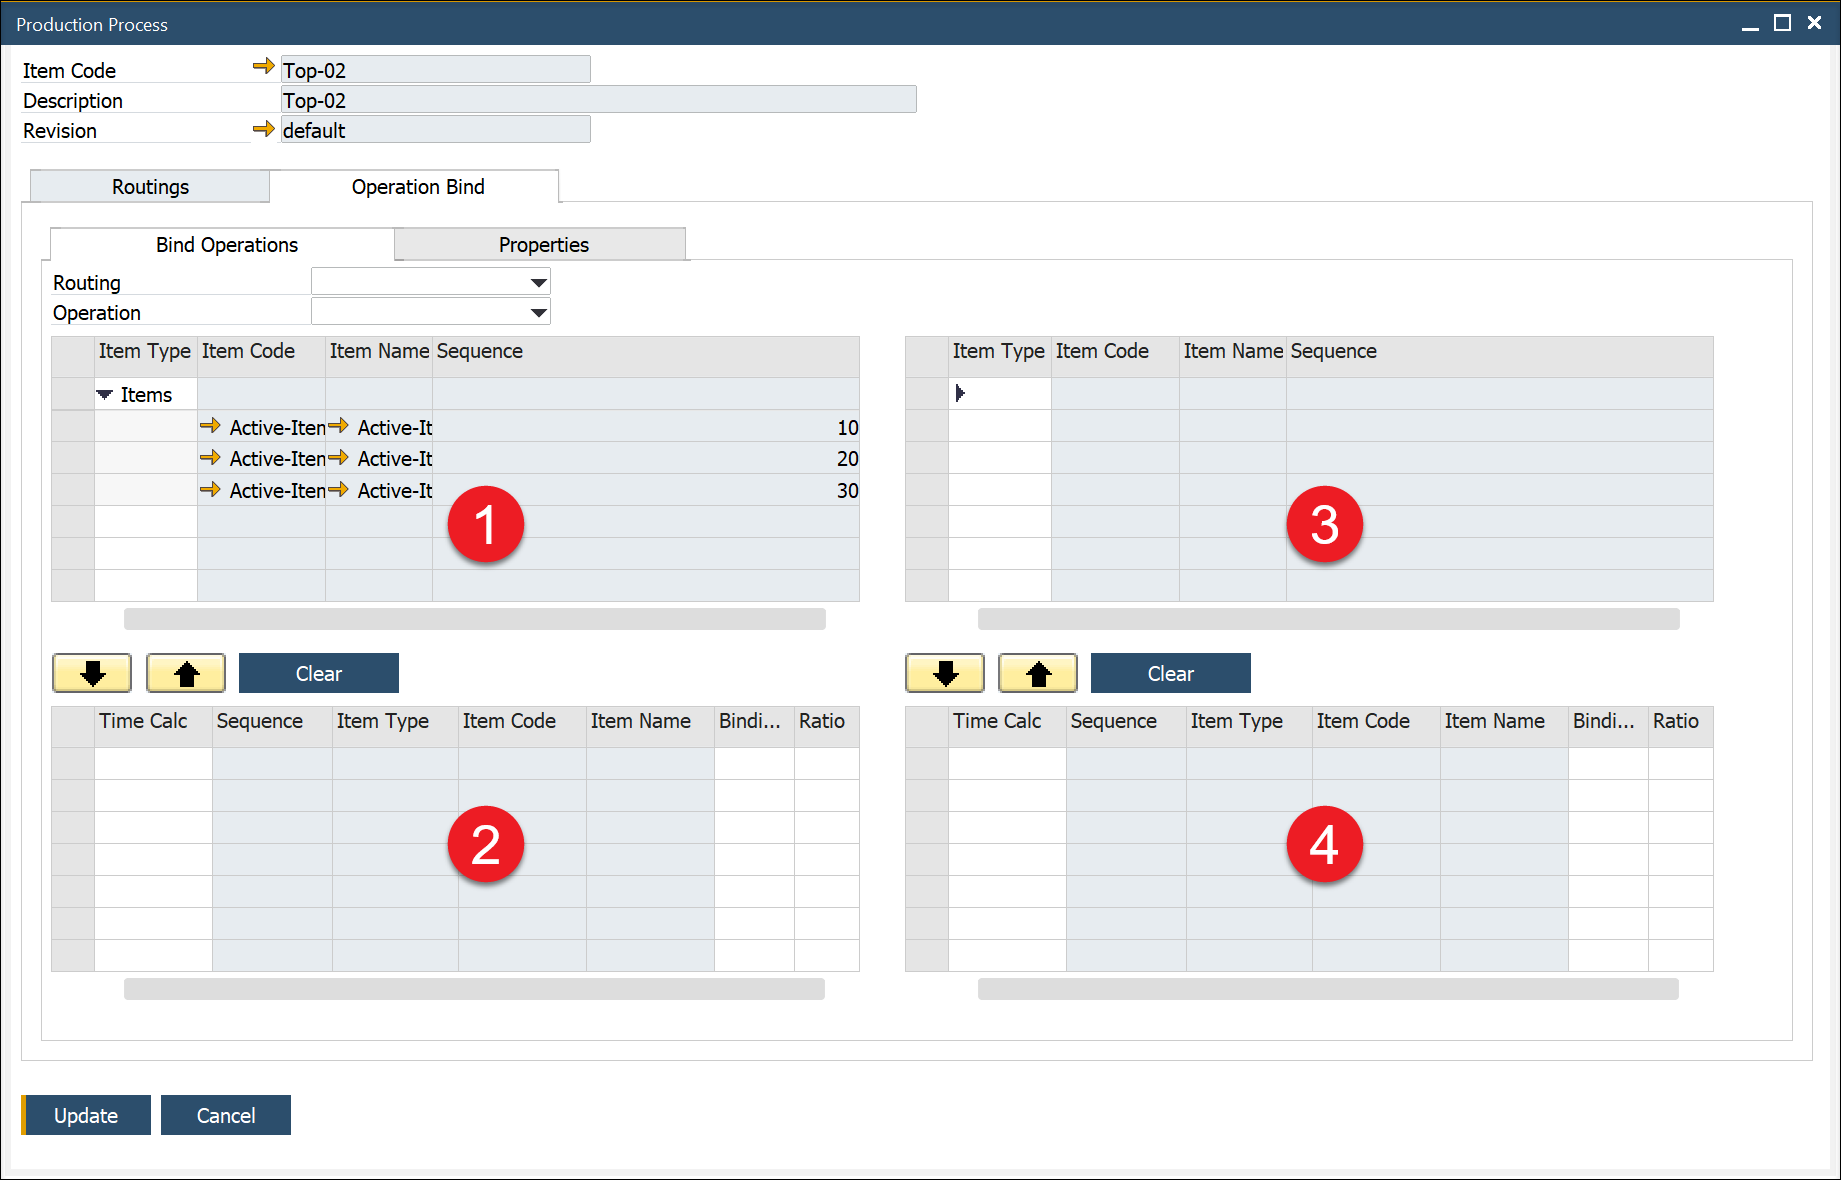 Production Process
Item Code Top-02
Description Top-02
Revision default
Routings Operation Bind
Bind Operations Properties
Routing
Operation
Item Type Item Code Item Name Sequence Item Type Item Code Item Name Sequence
Items
Active-Iten Active-It 10
Active-Iten Active-It 20
Active-Iten Active-It 30
1 3
Clear Clear
Time Calc Sequence Item Type Item Code Item Name Bindi... Ratio Time Calc Sequence Item Type Item Code Item Name Bindi... Ratio
2 4
Update Cancel